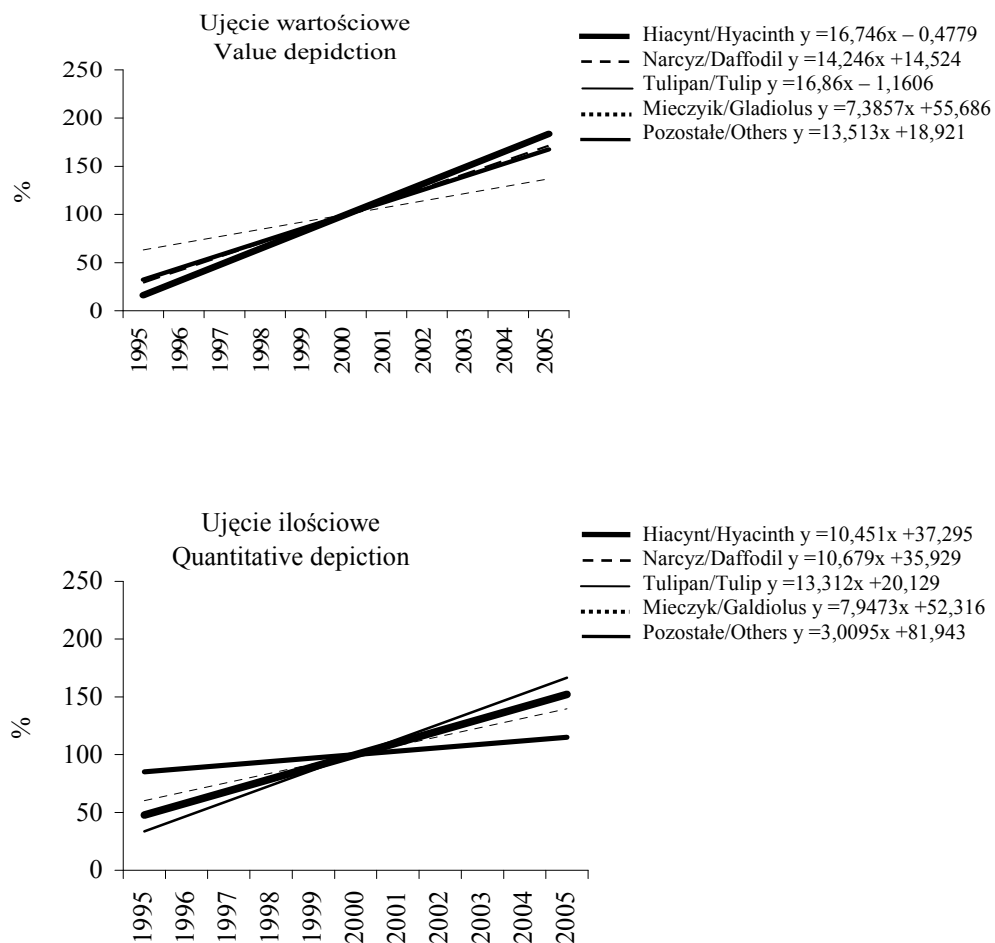 Ujęcie wartościowe
Value depidction
Hiacynt/Hyacinth y =16,746x – 0,4779
Narcyz/Daffodil y =14,246x +14,524
Tulipan/Tulip y =16,86x – 1,1606
Mieczyik/Gladiolus y =7,3857x +55,686
Pozostałe/Others y =13,513x +18,921
250
200
150
100
50
0
%
1995 1996 1997 1998 1999 2000 2001 2002 2003 2004 2005
Ujęcie ilościowe
Quantitative depiction
Hiacynt/Hyacinth y =10,451x +37,295
Narcyz/Daffodil y =10,679x +35,929
Tulipan/Tulip y =13,312x +20,129
Mieczyk/Galdiolus y =7,9473x +52,316
Pozostałe/Others y =3,0095x +81,943
250
200
150
100
50
0
%
1995 1996 1997 1998 1999 2000 2001 2002 2003 2004 2005